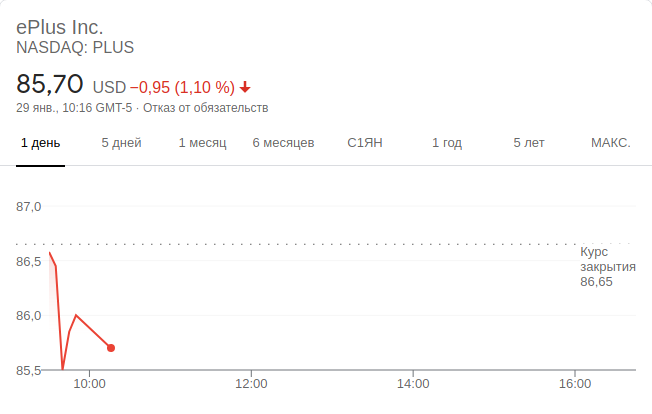 ePlus Inc.
NASDAQ: PLUS
85,70 USD −0,95 (1,10 %)
29 янв., 10:16 GMT-5 · Отказ от обязательств
1 день 5 дней 1 месяц 6 месяцев С1ЯН 1 год 5 лет МАКС.
87,0
86,5
86,0
85,5
Курс
закрытия
86,65
10:00 12:00 14:00 16:00